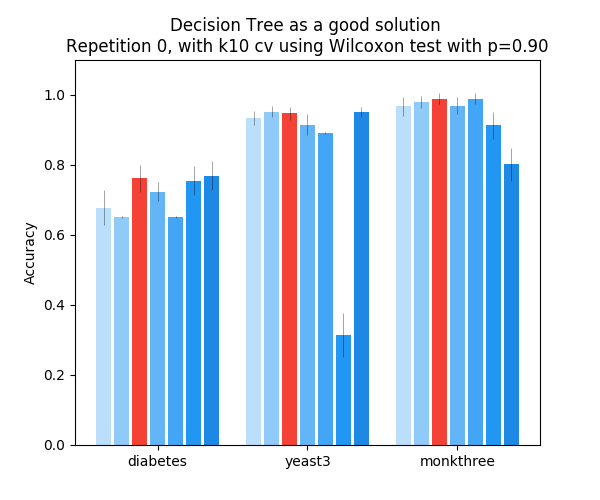 Decision Tree as a good solution
Repetition 0, with k10 cv using Wilcoxon test with p=0.90
1.0
0.8
0.6
0.4
0.2
0.0
Accuracy
diabetes yeast3 monkthree